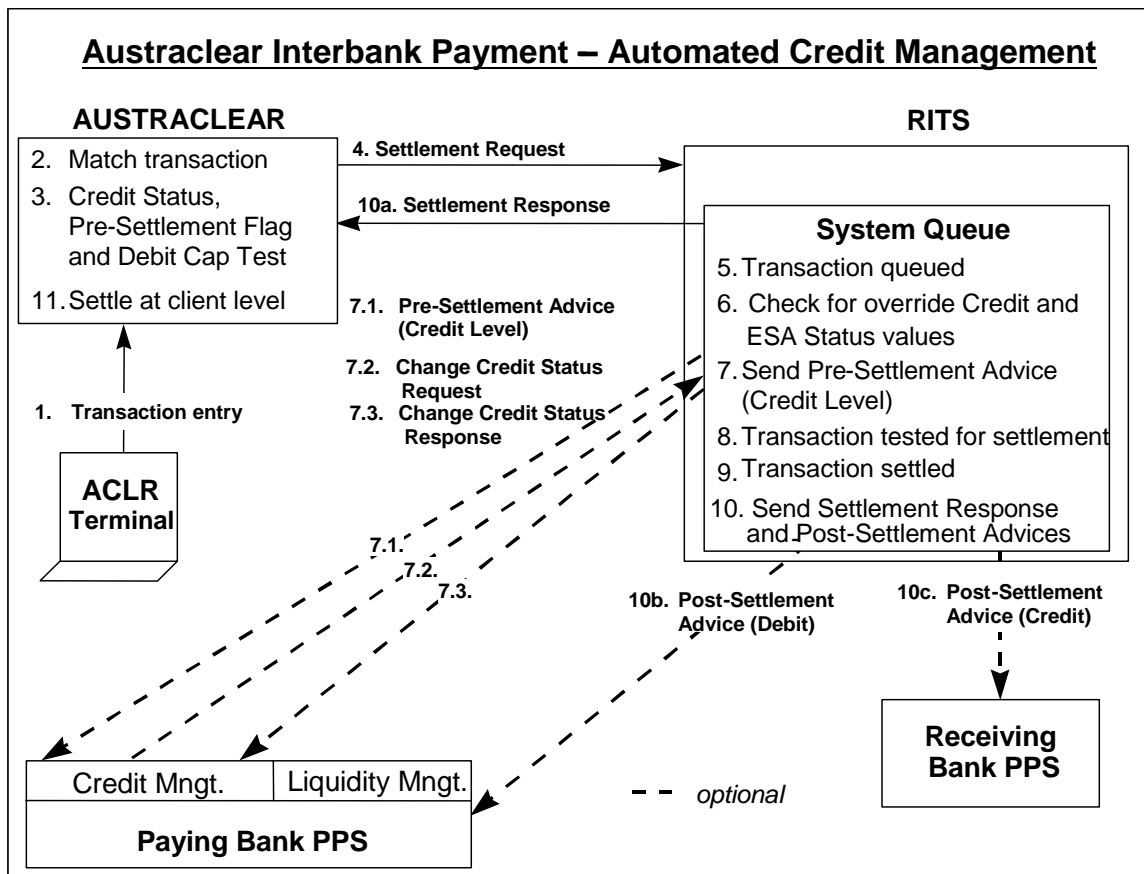 Austraclear Interbank Payment – Automated Credit Management
AUSTRACLEAR
2. Match transaction
3. Credit Status,
Pre-Settlement Flag
and Debit Cap Test
11. Settle at client level
4. Settlement Request
10a. Settlement Response
RITS
System Queue
5. Transaction queued
6. Check for override Credit and
ESA Status values
7. Send Pre-Settlement Advice
(Credit Level)
8. Transaction tested for settlement
9. Transaction settled
10. Send Settlement Response
and Post-Settlement Advices
7.1. Pre-Settlement Advice
(Credit Level)
7.2. Change Credit Status
Request
7.3. Change Credit Status
Response
1. Transaction entry
ACLR
Terminal
7.1.
7.2.
7.3.
10b. Post-Settlement
Advice (Debit)
10c. Post-Settlement
Advice (Credit)
Receiving
Bank PPS
Credit Mngt.
Liquidity Mngt.
Paying Bank PPS
optional